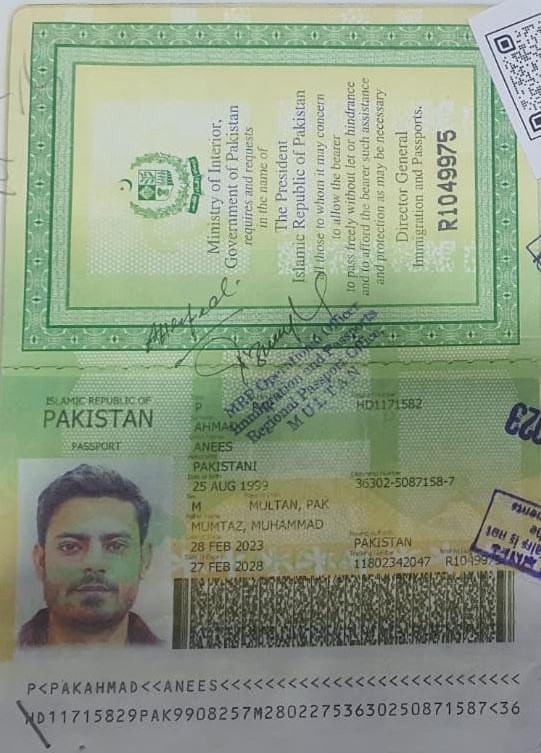 Ministry of Interior,
Government of Pakistan
requires and requests
in the name of
The President
Islamic Republic of Pakistan
all those to whom it may concern
to allow the bearer
to pass freely without let or hindrance
and to afford the bearer such assistance
and protection as may be necessary
Director General
Immigration and Passports.
R1049975
MRP Operational Officer
Immigration and Passports
Regional Passport Office,
MULTAN
ISLAMIC REPUBLIC OF
PAKISTAN
PASSPORT
P HD1171582
AHMAD
ANEES
PAKISTANI
25 AUG 1999 36302-5087158-7
M MULTAN, PAK
MUMTAZ, MUHAMMAD
28 FEB 2023 PAKISTAN
27 FEB 2028 11802342047
P<PAKAHMAD<<ANEES<<<<<<<<<<<<<<<<<<<<<<<<<<<
HD11715829PAK9908257M28022753630250871587<36